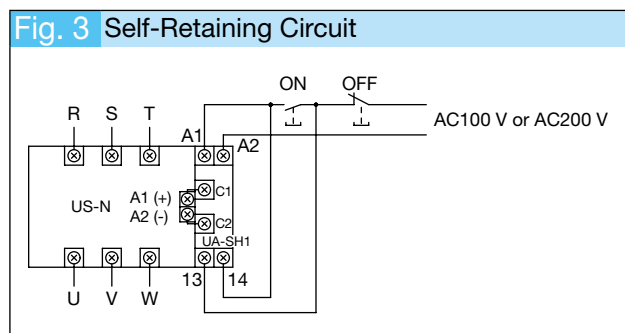 Fig. 3 Self-Retaining Circuit
ON OFF
R S T A1 A2 AC100 V or AC200 V
C1
US-N A1 (+)
A2 (-) C2
UA-SH1
U V W 13 14